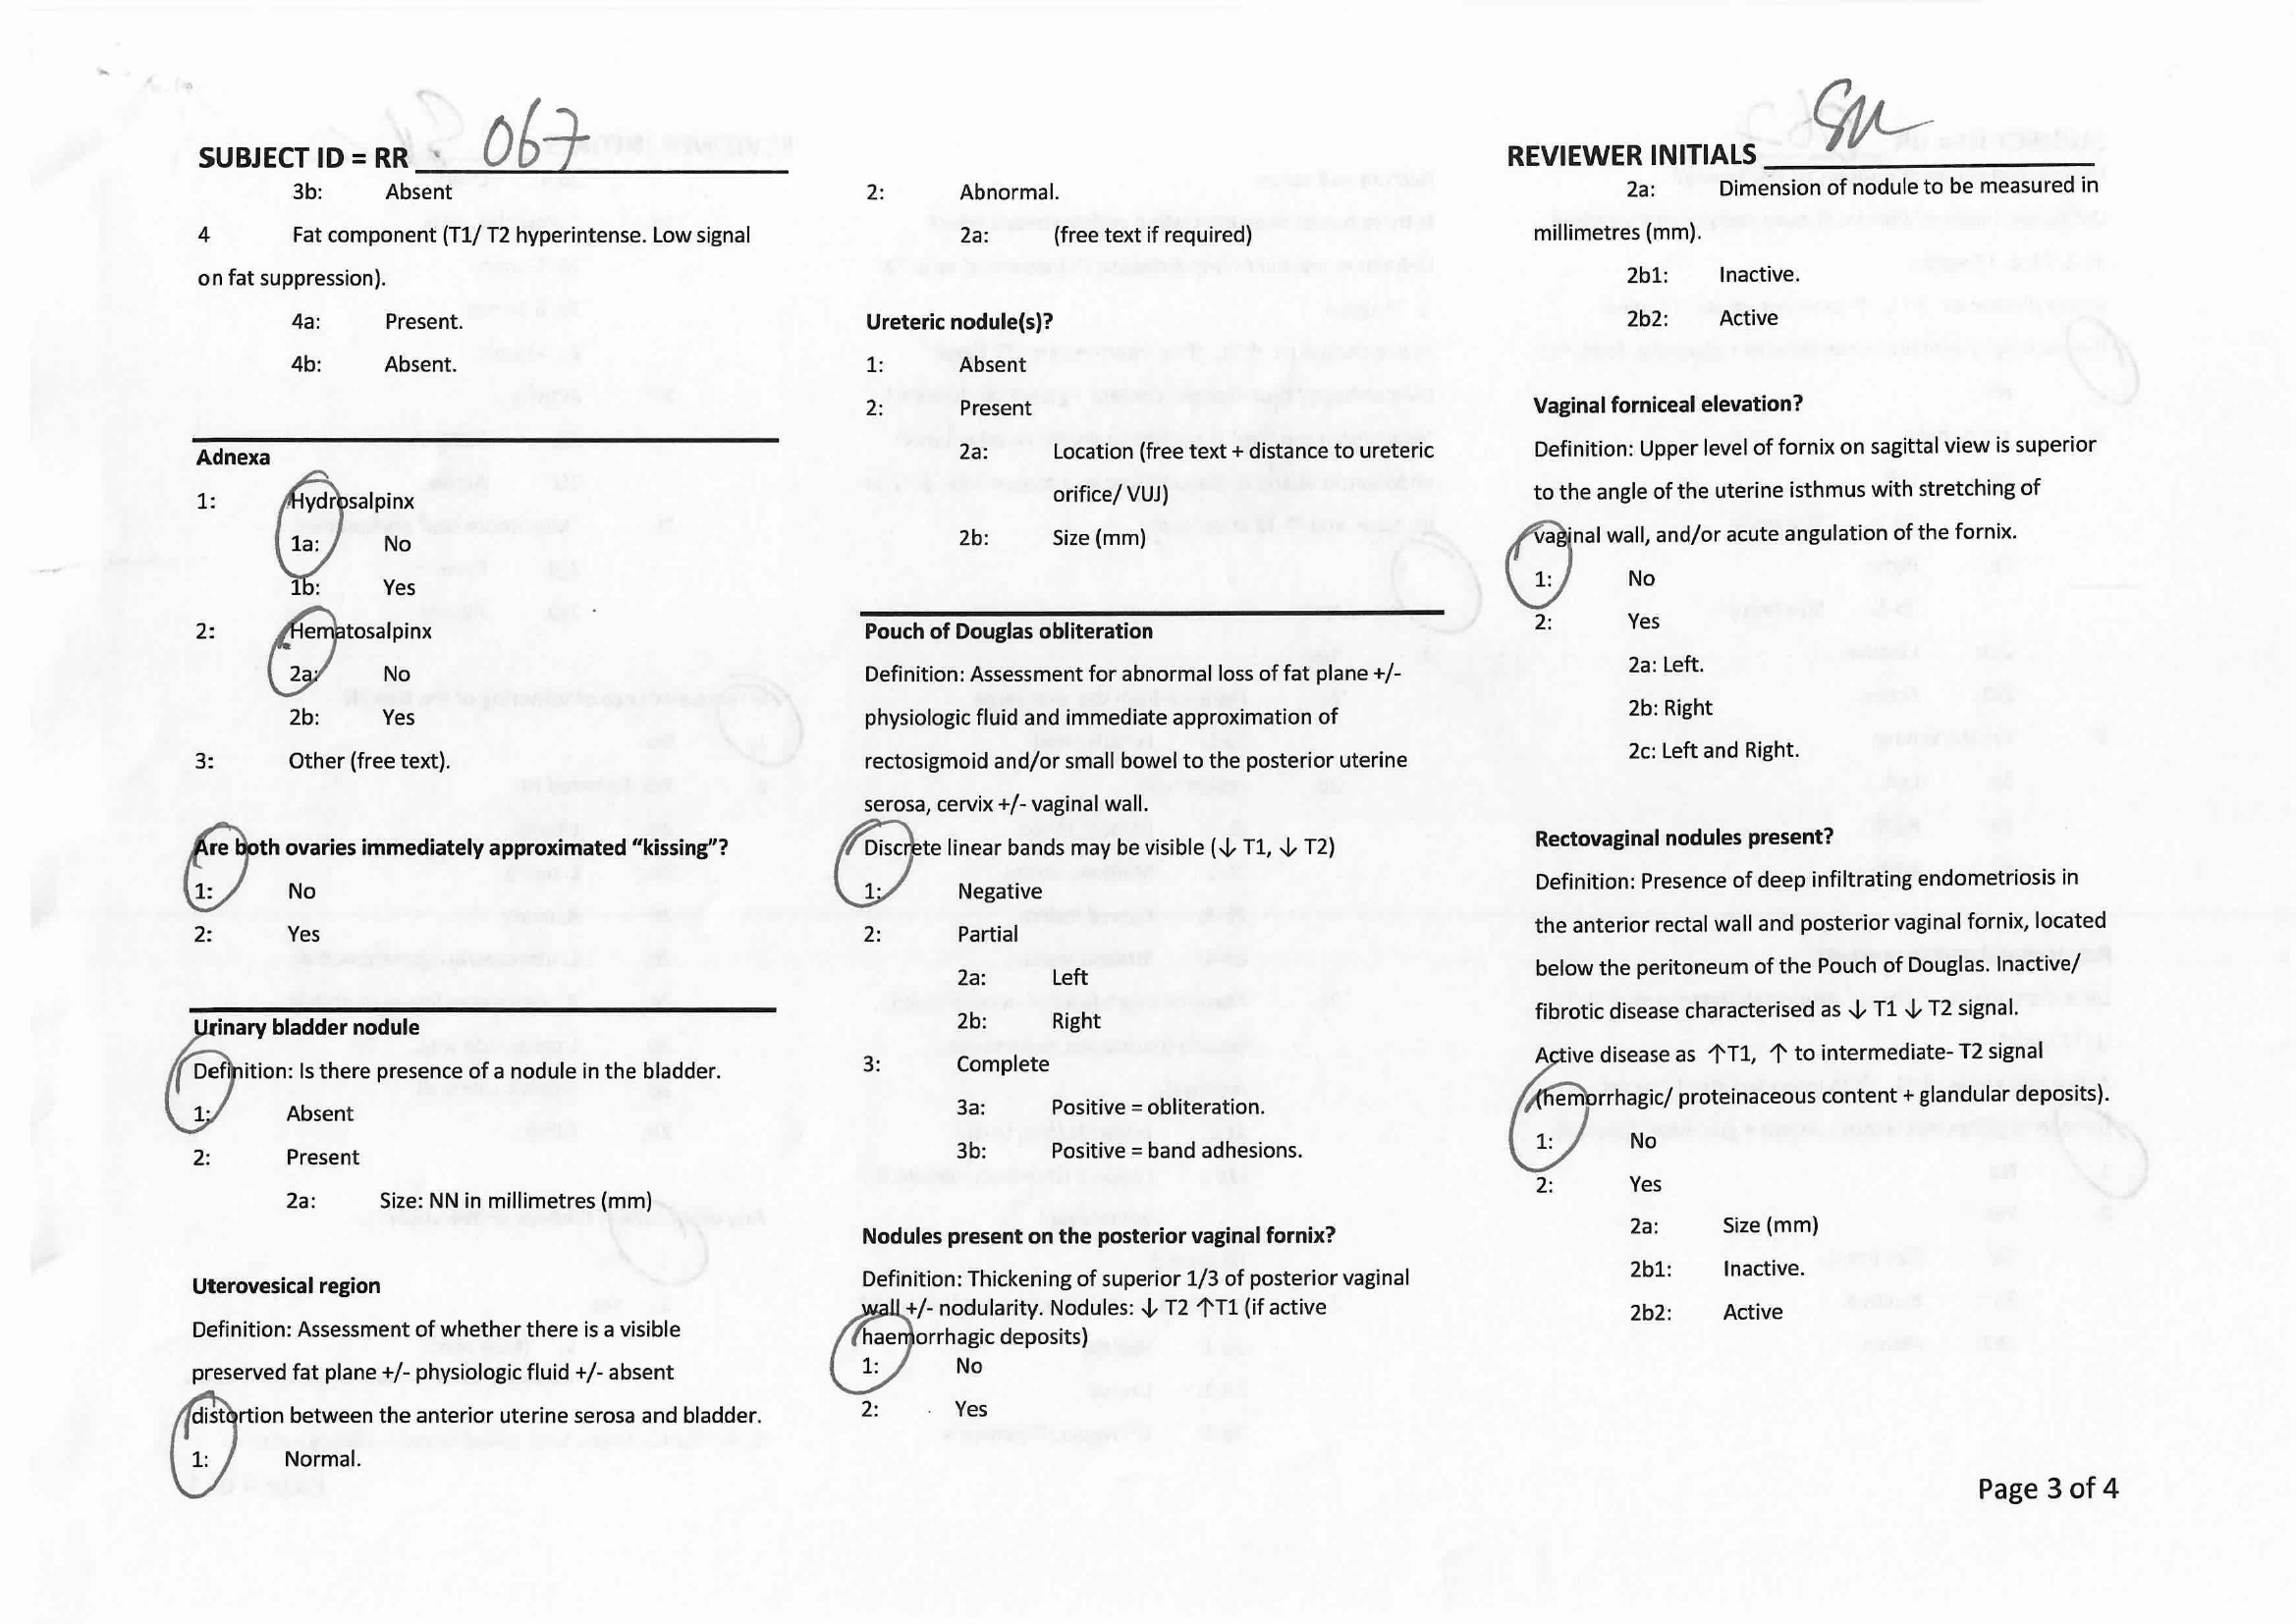 SUBJECT ID = RR 067
3b: Absent
4 Fat component (T1/ T2 hyperintense. Low signal
on fat suppression).
4a: Present.
4b: Absent.
Adnexa
1: Hydrosalpinx
1a: No
1b: Yes
2: Hematosalpinx
2a: No
2b: Yes
3: Other (free text).
Are both ovaries immediately approximated “kissing”?
1: No
2: Yes
Urinary bladder nodule
Definition: Is there presence of a nodule in the bladder.
1: Absent
2: Present
2a: Size: NN in millimetres (mm)
Uterovesical region
Definition: Assessment of whether there is a visible
preserved fat plane +/- physiologic fluid +/- absent
distortion between the anterior uterine serosa and bladder.
1: Normal.
2: Abnormal.
2a: (free text if required)
Ureteric nodule(s)?
1: Absent
2: Present
2a: Location (free text + distance to ureteric
orifice/ VUJ)
2b: Size (mm)
Pouch of Douglas obliteration
Definition: Assessment for abnormal loss of fat plane +/-
physiologic fluid and immediate approximation of
rectosigmoid and/or small bowel to the posterior uterine
serosa, cervix +/- vaginal wall.
Discrete linear bands may be visible (↓ T1, ↓ T2)
1: Negative
2: Partial
2a: Left
2b: Right
3: Complete
3a: Positive = obliteration.
3b: Positive = band adhesions.
Nodules present on the posterior vaginal fornix?
Definition: Thickening of superior 1/3 of posterior vaginal
wall +/- nodularity. Nodules: ↓ T2 ↑T1 (if active
haemorrhagic deposits)
1: No
2: Yes
REVIEWER INITIALS
2a: Dimension of nodule to be measured in
millimetres (mm).
2b1: Inactive.
2b2: Active
Vaginal forniceal elevation?
Definition: Upper level of fornix on sagittal view is superior
to the angle of the uterine isthmus with stretching of
vaginal wall, and/or acute angulation of the fornix.
1: No
2: Yes
2a: Left.
2b: Right
2c: Left and Right.
Rectovaginal nodules present?
Definition: Presence of deep infiltrating endometriosis in
the anterior rectal wall and posterior vaginal fornix, located
below the peritoneum of the Pouch of Douglas. Inactive/
fibrotic disease characterised as ↓ T1 ↓ T2 signal.
Active disease as ↑T1, ↑ to intermediate- T2 signal
(hemorrhagic/ proteinaceous content + glandular deposits).
1: No
2: Yes
2a: Size (mm)
2b1: Inactive.
2b2: Active
Page 3 of 4